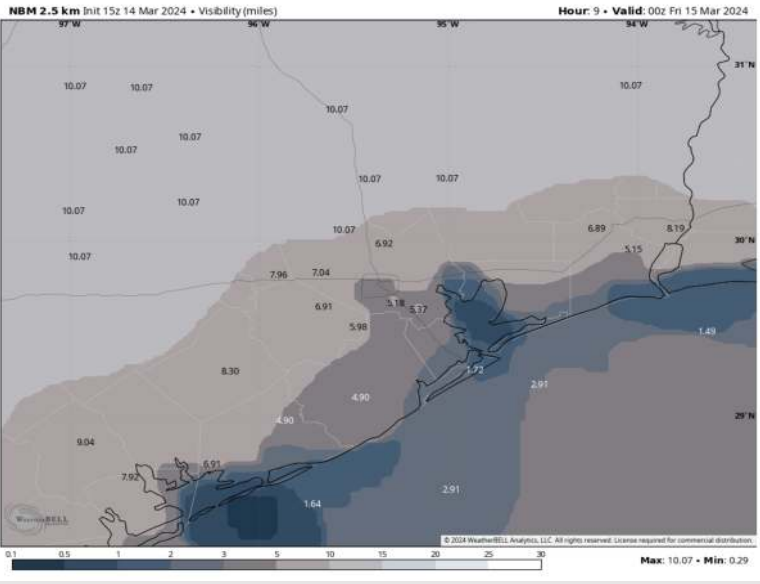 NBM 2.5 km Init 15z 14 Mar 2024 • Visibility (miles) Hour: 9 • Valid: 00z Fri 15 Mar 2024
97°W 96°W 95°W 94°W
31°N
10.07 10.07 10.07
10.07
10.07
10.07
10.07 10.07
10.07
10.07
10.07 6.89 8.19
30°N
6.92
5.15
10.07
7.96 7.04
5.18
6.91 5.37
5.98
1.49
8.30 1.72
2.91
4.90
4.90
29°N
9.04
6.91
7.92
2.91
1.64
WeatherBELL
© 2024 WeatherBELL Analytics, LLC. All rights reserved. License required for commercial distribution.
0.1 0.5 1 2 3 5 10 15 20 25 30
Max: 10.07 • Min: 0.29